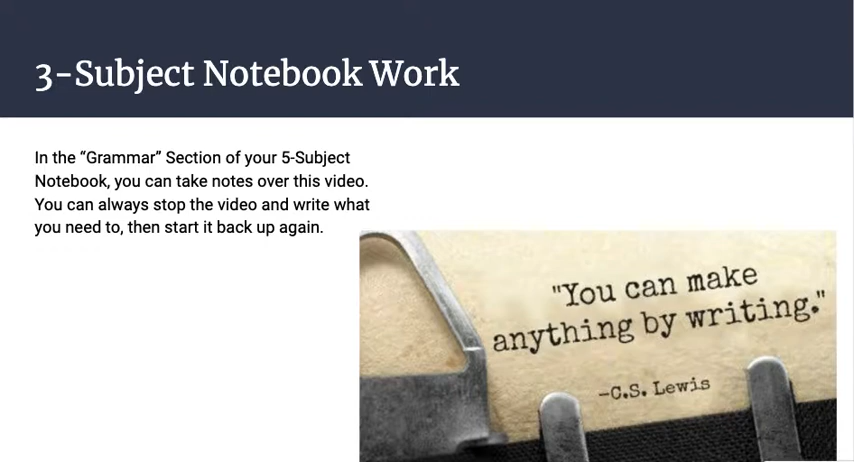 3-Subject Notebook Work
In the “Grammar” Section of your 5-Subject
Notebook, you can take notes over this video.
You can always stop the video and write what
you need to, then start it back up again.
"You can make
anything by writing."
-C.S. Lewis